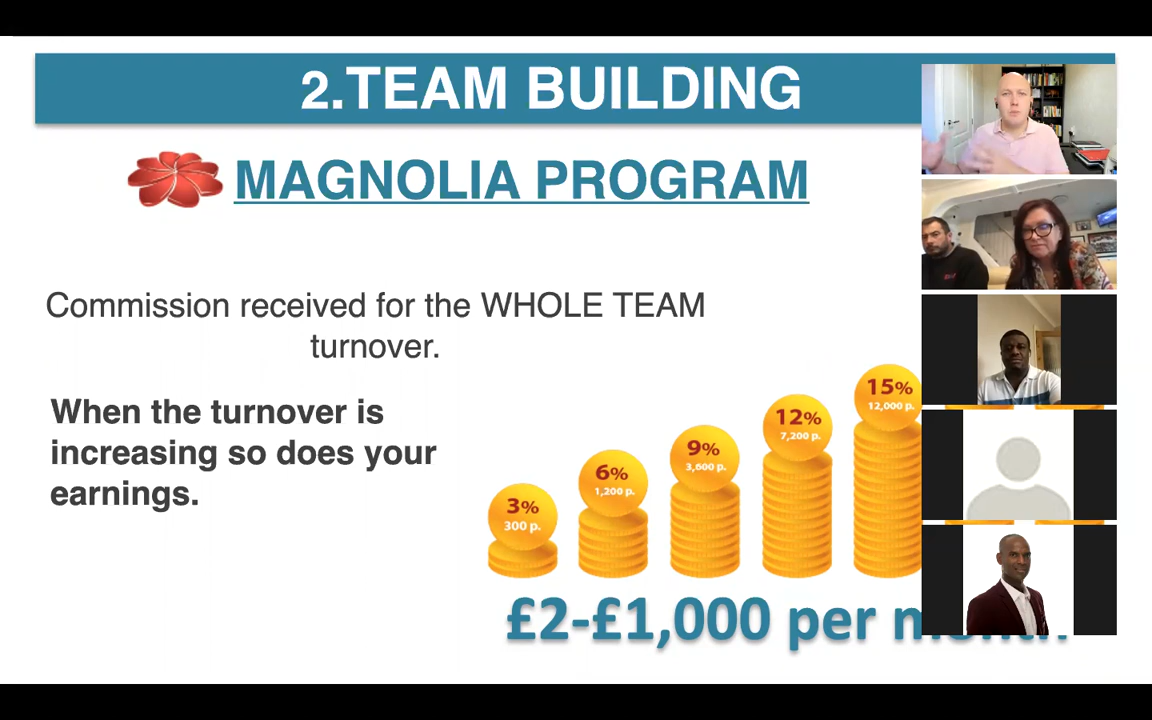 2.TEAM BUILDING
MAGNOLIA PROGRAM
Commission received for the WHOLE TEAM
turnover.
When the turnover is
increasing so does your
earnings.
3%
300 p.
6%
1,200 p.
9%
3,600 p.
12%
7,200 p.
15%
12,000 p.
£2-£1,000 per